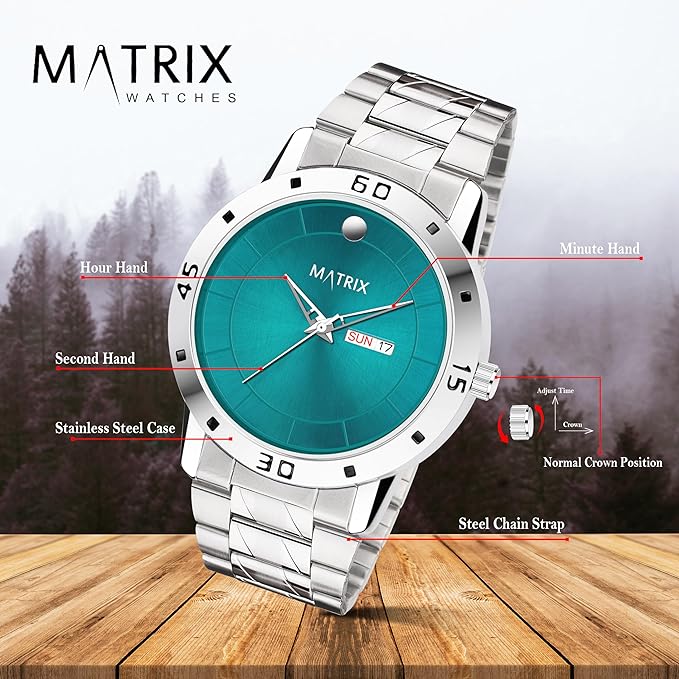 MATRIX
WATCHES
60
Minute Hand
Hour Hand
45
MATRIX
SUN 17
Second Hand
15
Adjust Time
Crown
Stainless Steel Case
30
Normal Crown Position
Steel Chain Strap